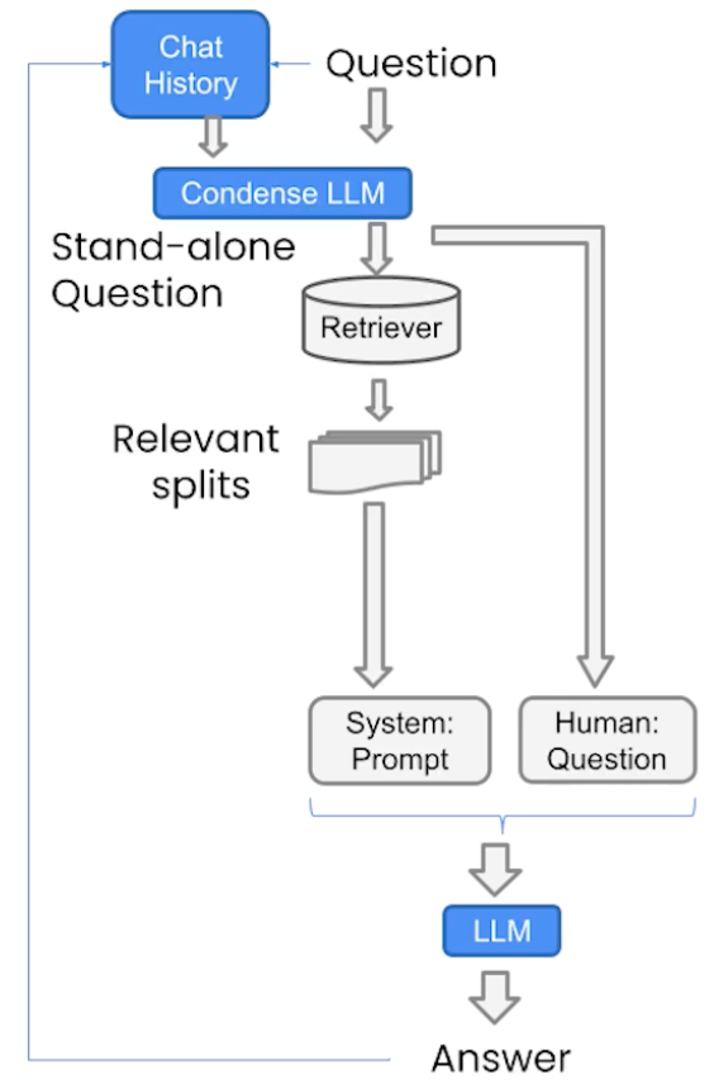 Chat
History
Question
Condense LLM
Stand-alone
Question
Retriever
Relevant
splits
System:
Prompt
Human:
Question
LLM
Answer